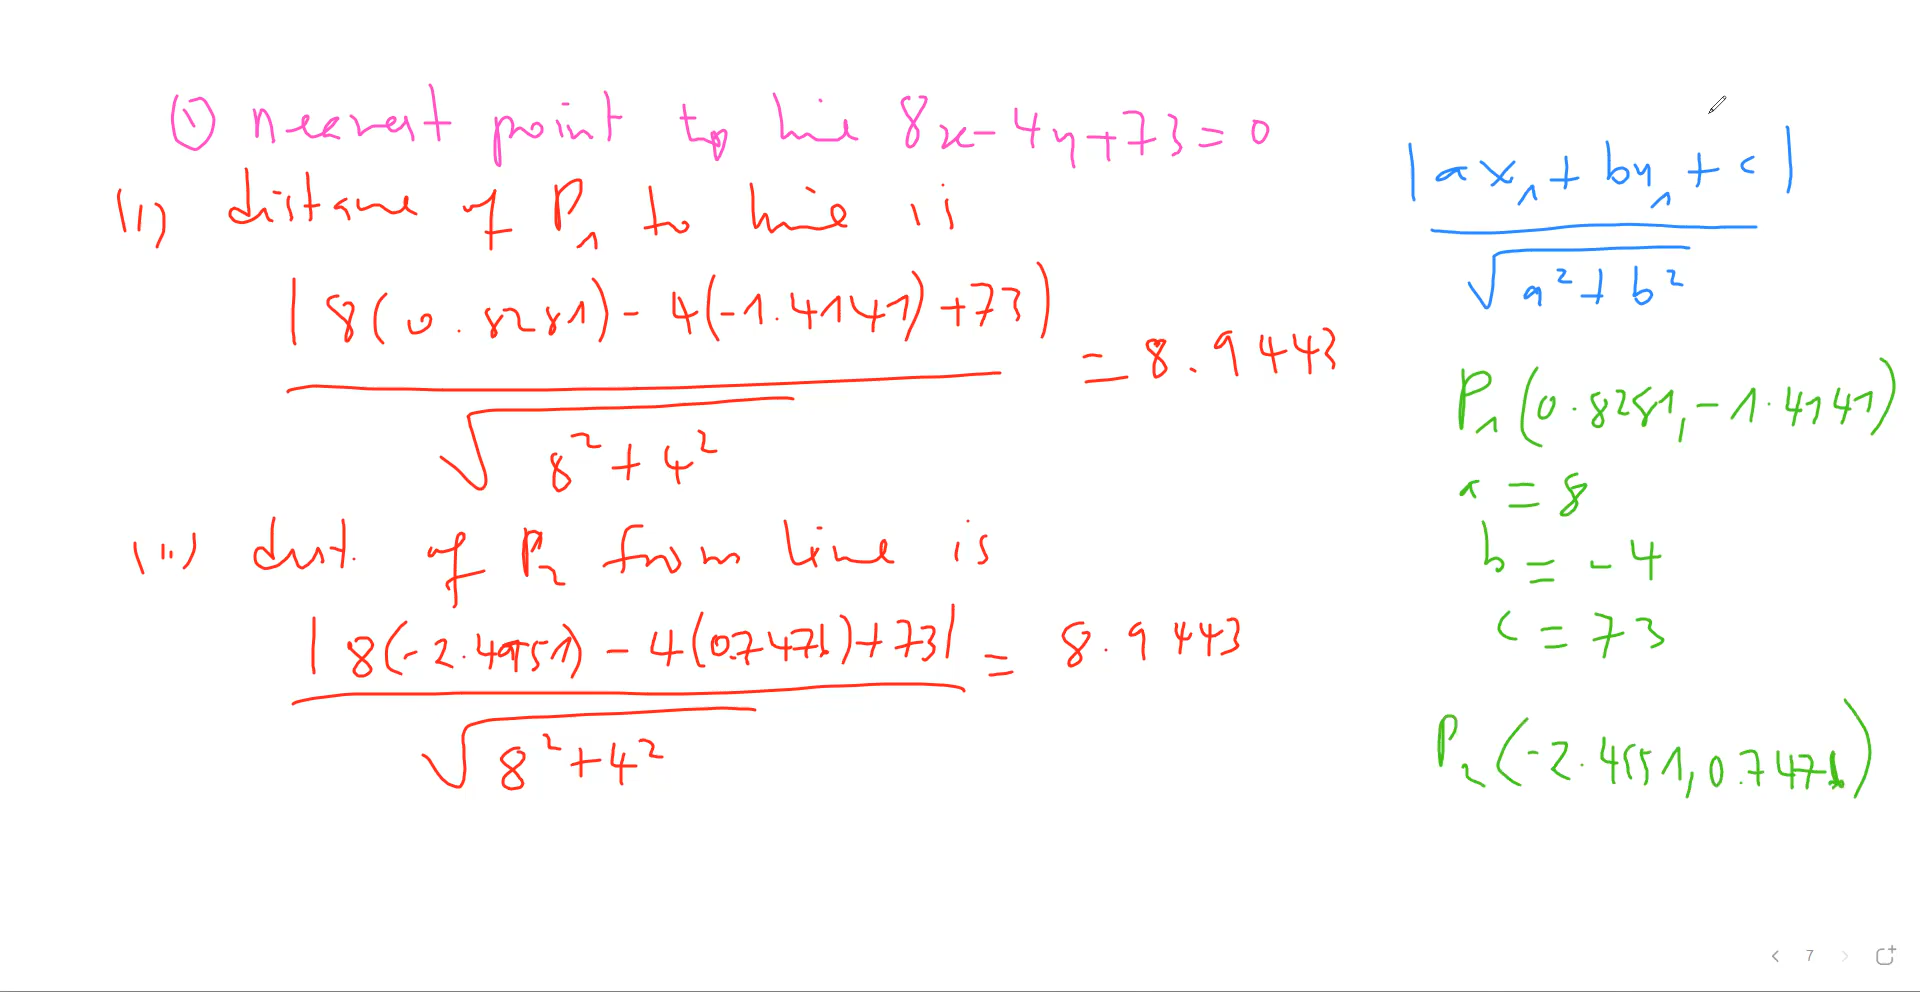 ① nearest point to line 8x-4y+73=0
(i) distance of P₁ to line is
|8(0.8281)-4(-1.4141)+73| = 8.9443
√8²+4²
(ii) dist. of P₂ from line is
|8(-2.4951)-4(0.7471)+73| = 8.9443
√8²+4²
|ax₁+by₁+c|
√a²+b²
P₁(0.8281,-1.4141)
a=8
b=-4
c=73
P₂(-2.4551,0.7471)
7